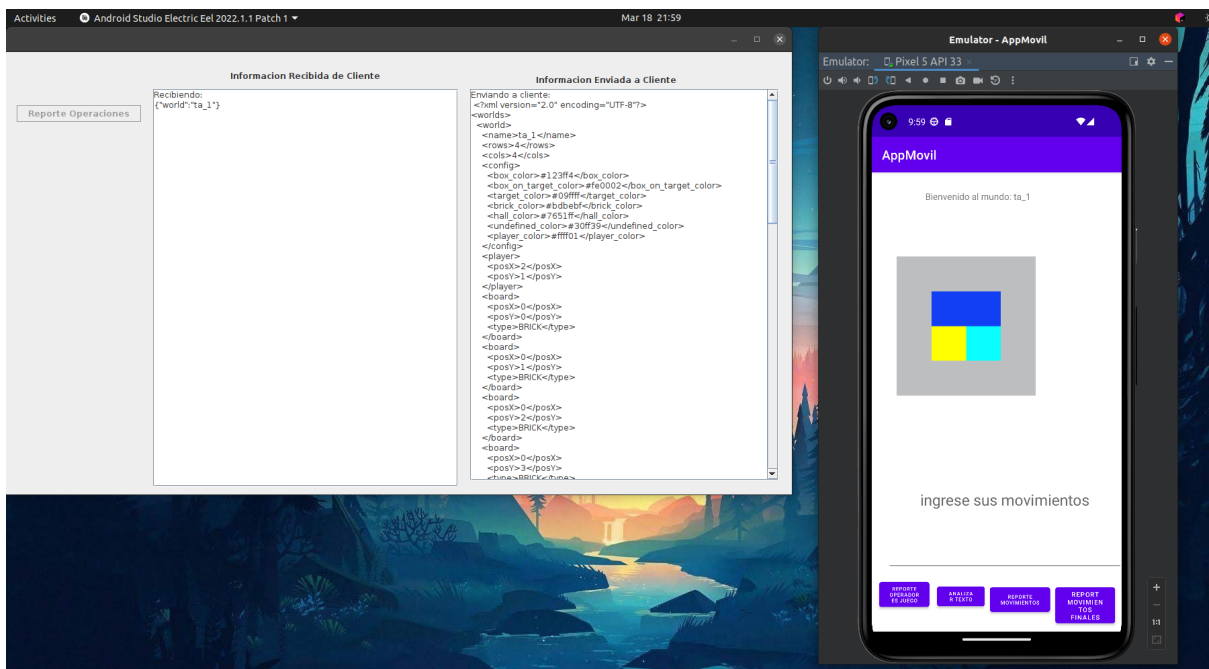 Activities
Android Studio Electric Eel 2022.1.1 Patch 1
Mar 18 21:59
Informacion Recibida de Cliente
Informacion Enviada a Cliente
Reporte Operaciones
Recibiendo:
{"world":"ta_1"}
Enviando a cliente:
<?xml version="2.0" encoding="UTF-8"?>
<worlds>
<world>
<name>ta_1</name>
<rows>4</rows>
<cols>4</cols>
<config>
<box_color>#123ff4</box_color>
<box_on_target_color>#fe0002</box_on_target_color>
<target_color>#09ffff</target_color>
<brick_color>#bdbebf</brick_color>
<hall_color>#7651ff</hall_color>
<undefined_color>#30ff39</undefined_color>
<player_color>#ffff01</player_color>
</config>
<player>
<posX>2</posX>
<posY>1</posY>
</player>
<board>
<posX>0</posX>
<posY>0</posY>
<type>BRICK</type>
</board>
<board>
<posX>0</posX>
<posY>1</posY>
<type>BRICK</type>
</board>
<board>
<posX>0</posX>
<posY>2</posY>
<type>BRICK</type>
</board>
<board>
<posX>0</posX>
<posY>3</posY>
<type>BRICK</type>
Emulator - AppMovil
Emulator:
Pixel 5 API 33
9:59
AppMovil
Bienvenido al mundo: ta_1
ingrese sus movimientos
REPORTE
OPERADOR
ES JUEGO
ANALIZA
R TEXTO
REPORTE
MOVIMIENTOS
REPORT
MOVIMIEN
TOS
FINALES
1:1